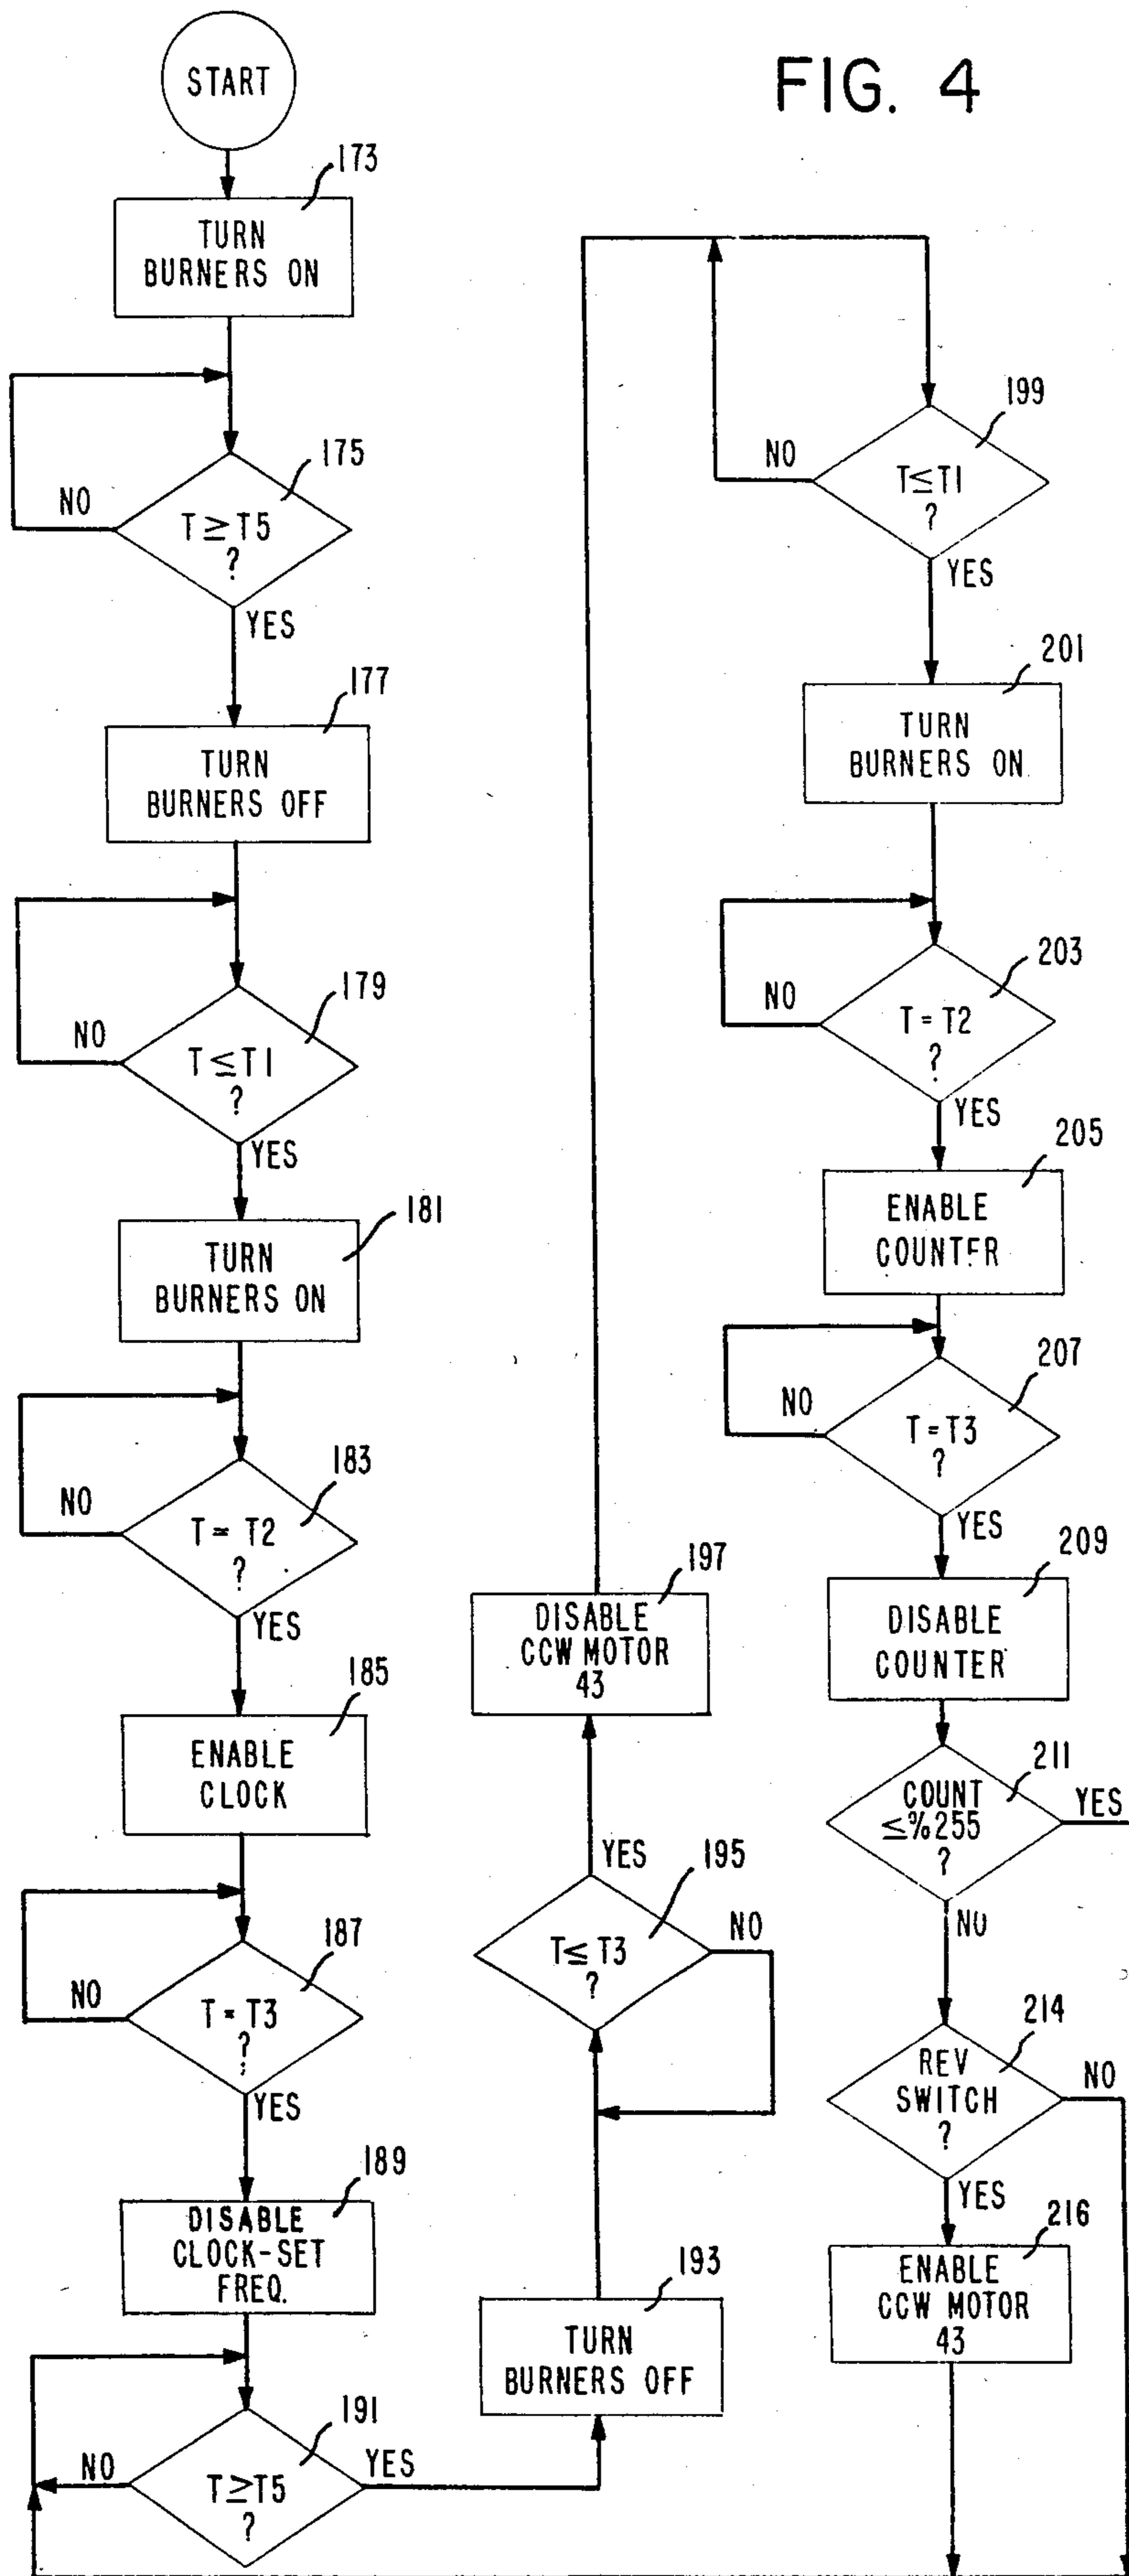 FIG. 4
START
173
TURN
BURNERS ON
175
NO
T ≥ T5
?
YES
177
TURN
BURNERS OFF
179
NO
T ≤ T1
?
YES
181
TURN
BURNERS ON
183
NO
T = T2
?
YES
185
ENABLE
CLOCK
187
NO
T = T3
?
YES
189
DISABLE
CLOCK-SET
FREQ.
191
NO
YES
T ≥ T5
?
193
TURN
BURNERS OFF
195
YES
NO
T ≤ T3
?
197
DISABLE
CCW MOTOR
43
199
NO
T ≤ T1
?
YES
201
TURN
BURNERS ON
203
NO
T = T2
?
YES
205
ENABLE
COUNTER
207
NO
T = T3
?
YES
209
DISABLE
COUNTER
211
COUNT
YES
≤%255
?
NO
214
REV
NO
SWITCH
?
YES
216
ENABLE
CCW MOTOR
43